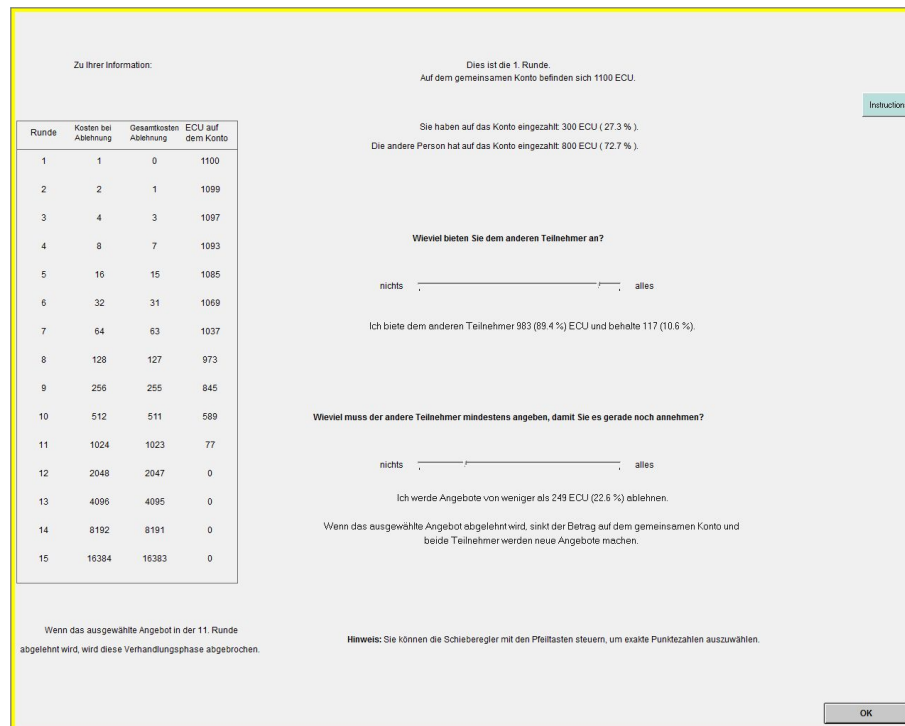 Zu Ihrer Information:
Dies ist die 1. Runde.
Auf dem gemeinsamen Konto befinden sich 1100 ECU.
Instruction
Sie haben auf das Konto eingezahlt: 300 ECU ( 27.3 % ).
Die andere Person hat auf das Konto eingezahlt: 800 ECU ( 72.7 % ).
Runde Kosten bei Ablehnung Gesamtkosten Ablehnung ECU auf dem Konto
1 1 0 1100
2 2 1 1099
3 4 3 1097
4 8 7 1093
5 16 15 1085
6 32 31 1069
7 64 63 1037
8 128 127 973
9 256 255 845
10 512 511 589
11 1024 1023 77
12 2048 2047 0
13 4096 4095 0
14 8192 8191 0
15 16384 16383 0
Wieviel bieten Sie dem anderen Teilnehmer an?
nichts alles
Ich biete dem anderen Teilnehmer 983 (89.4 %) ECU und behalte 117 (10.6 %).
Wieviel muss der andere Teilnehmer mindestens angeben, damit Sie es gerade noch annehmen?
nichts alles
Ich werde Angebote von weniger als 249 ECU (22.6 %) ablehnen.
Wenn das ausgewählte Angebot abgelehnt wird, sinkt der Betrag auf dem gemeinsamen Konto und
beide Teilnehmer werden neue Angebote machen.
Wenn das ausgewählte Angebot in der 11. Runde
abgelehnt wird, wird diese Verhandlungsphase abgebrochen.
Hinweis: Sie können die Schieberegler mit den Pfeiltasten steuern, um exakte Punktezahlen auszuwählen.
OK